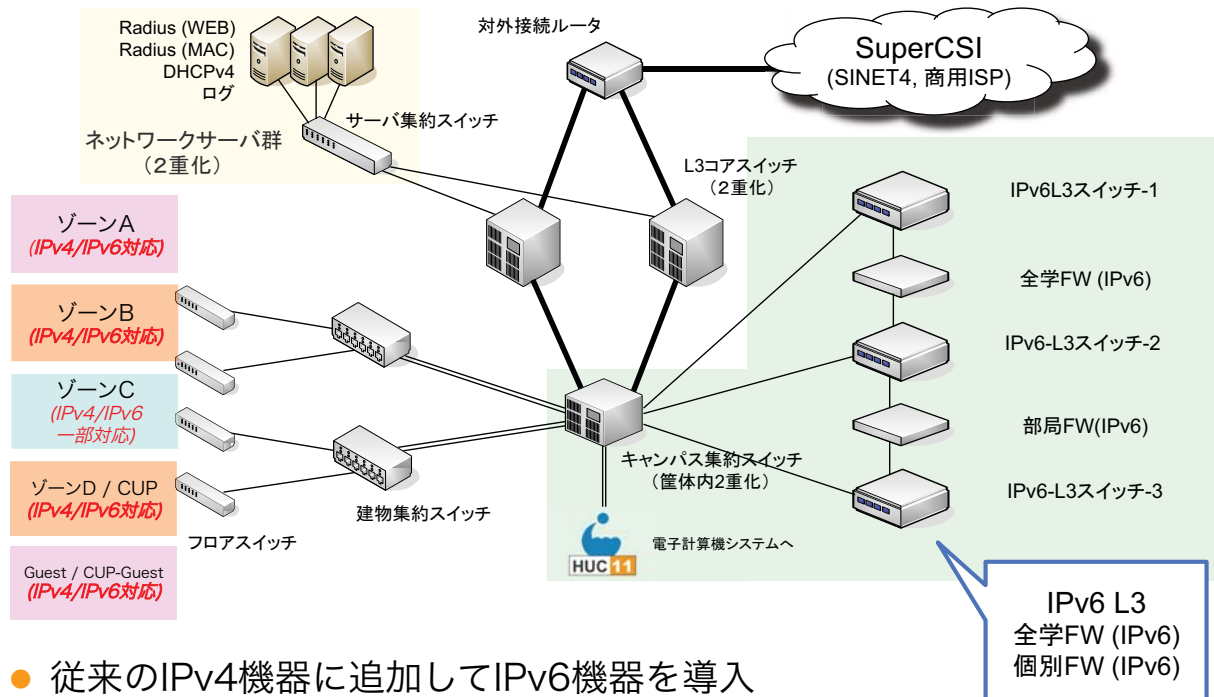 Radius (WEB)
Radius (MAC)
DHCPv4
ログ
ネットワークサーバ群
(2重化)
サーバ集約スイッチ
対外接続ルータ
SuperCSI
(SINET4, 商用ISP)
L3コアスイッチ
(2重化)
ゾーンA
(IPv4/IPv6対応)
ゾーンB
(IPv4/IPv6対応)
ゾーンC
(IPv4/IPv6
一部対応)
ゾーンD / CUP
(IPv4/IPv6対応)
Guest / CUP-Guest
(IPv4/IPv6対応)
フロアスイッチ
建物集約スイッチ
キャンパス集約スイッチ
(筐体内2重化)
HUC 11
電子計算機システムへ
IPv6L3スイッチ-1
全学FW (IPv6)
IPv6-L3スイッチ-2
部局FW(IPv6)
IPv6-L3スイッチ-3
IPv6 L3
全学FW (IPv6)
個別FW (IPv6)
● 従来のIPv4機器に追加してIPv6機器を導入